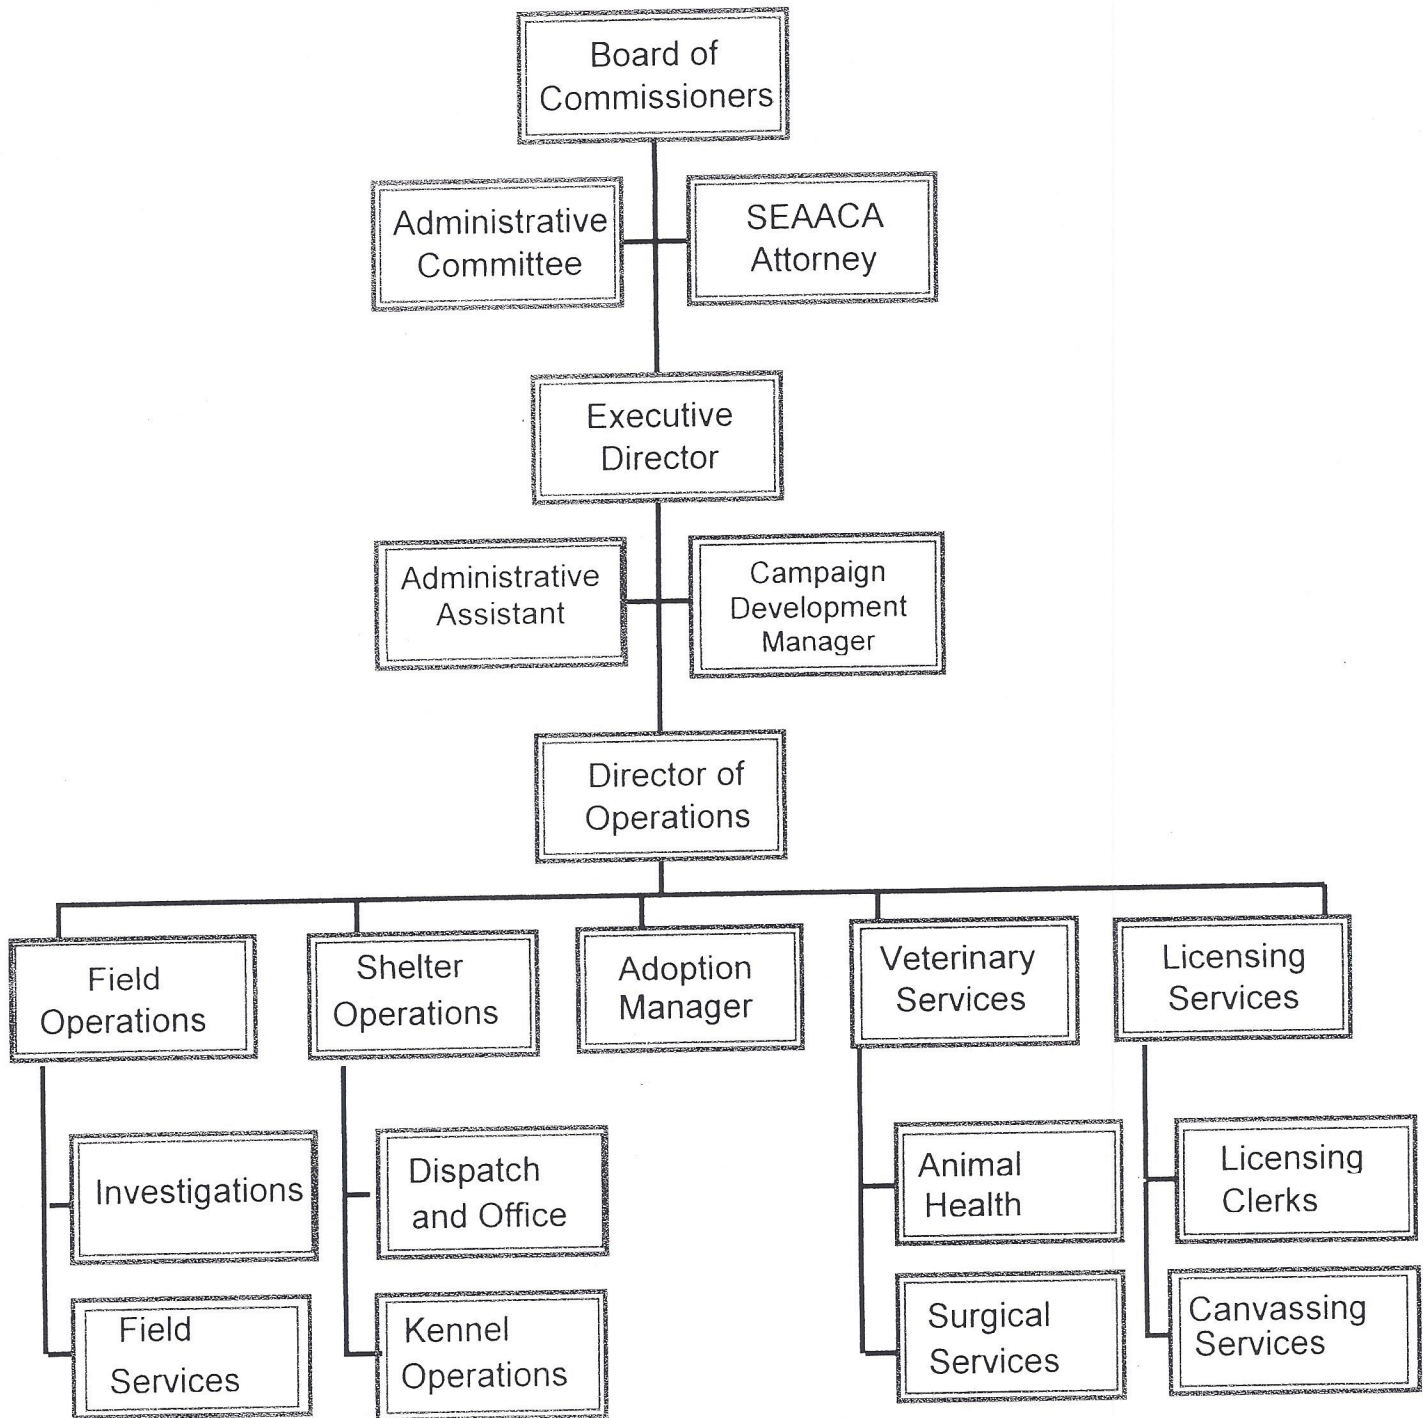 Board of
Commissioners
Administrative
Committee
SEAACA
Attorney
Executive
Director
Administrative
Assistant
Campaign
Development
Manager
Director of
Operations
Field
Operations
Shelter
Operations
Adoption
Manager
Veterinary
Services
Licensing
Services
Investigations
Dispatch
and Office
Animal
Health
Licensing
Clerks
Field
Services
Kennel
Operations
Surgical
Services
Canvassing
Services